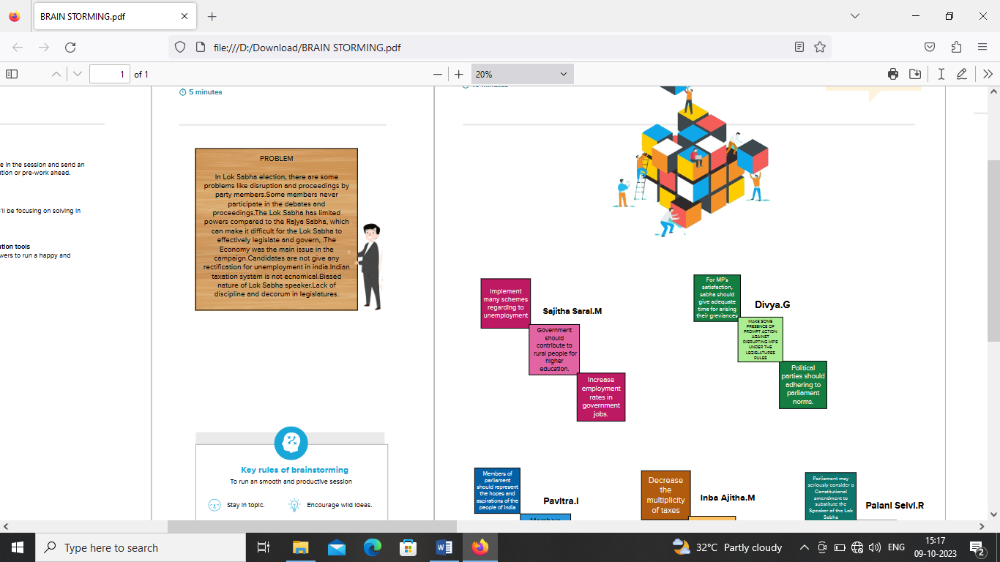 BRAIN STORMING.pdf
file:///D:/Download/BRAIN STORMING.pdf
1 of 1
20%
e in the session and send an
ution or pre-work ahead.
'll be focusing on solving in
ation tools
wers to run a happy and
5 minutes
PROBLEM
In Lok Sabha election, there are some
problems like disruption and proceedings by
party members.Some members never
participate in the debates and
proceedings.The Lok Sabha has limited
powers compared to the Rajya Sabha, which
can make it difficult for the Lok Sabha to
effectively legislate and govern, .The
Economy was the main issue in the
campaign.Candidates are not give any
rectification for unemployment in india.Indian
taxation system is not ecnomical.Biased
nature of Lok Sabha speaker.Lack of
discipline and decorum in legislatures.
Key rules of brainstorming
To run an smooth and productive session
Stay in topic.
Encourage wild ideas.
Implement
many schemes
regarding to
unemployment
Sajitha Saral.M
Government
should
contribute to
rural people for
higher
education.
Increase
employment
rates in
government
jobs.
For MP's
satisfaction,
sabha should
give adequate
time for arising
their greviances
Divya.G
MAKE SOME
PRESENCE OF
PROMPT ACTION
AGAINST
DISRUPTING MP'S
UNDER THE
LEGISLATURES
RULES
Political
parties should
adhering to
parliament
norms.
Members of
parliament
should represent
the hopes and
aspirations of the
people of India
Pavitra.I
Decrease
the
multiplicity
of taxes
Inba Ajitha.M
Parliament may
seriously consider a
Constitutional
amendment to
substitute the
Speaker of the Lok
Sabha
Palani Selvi.R
Type here to search
32°C Partly cloudy
ENG
15:17
09-10-2023
2